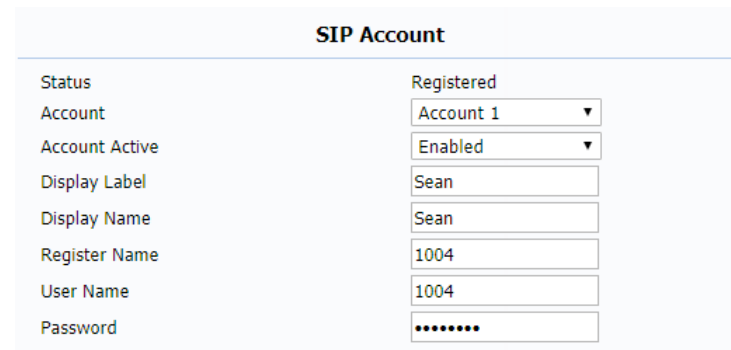 SIP Account
Status Registered
Account Account 1
Account Active Enabled
Display Label Sean
Display Name Sean
Register Name 1004
User Name 1004
Password ••••••••